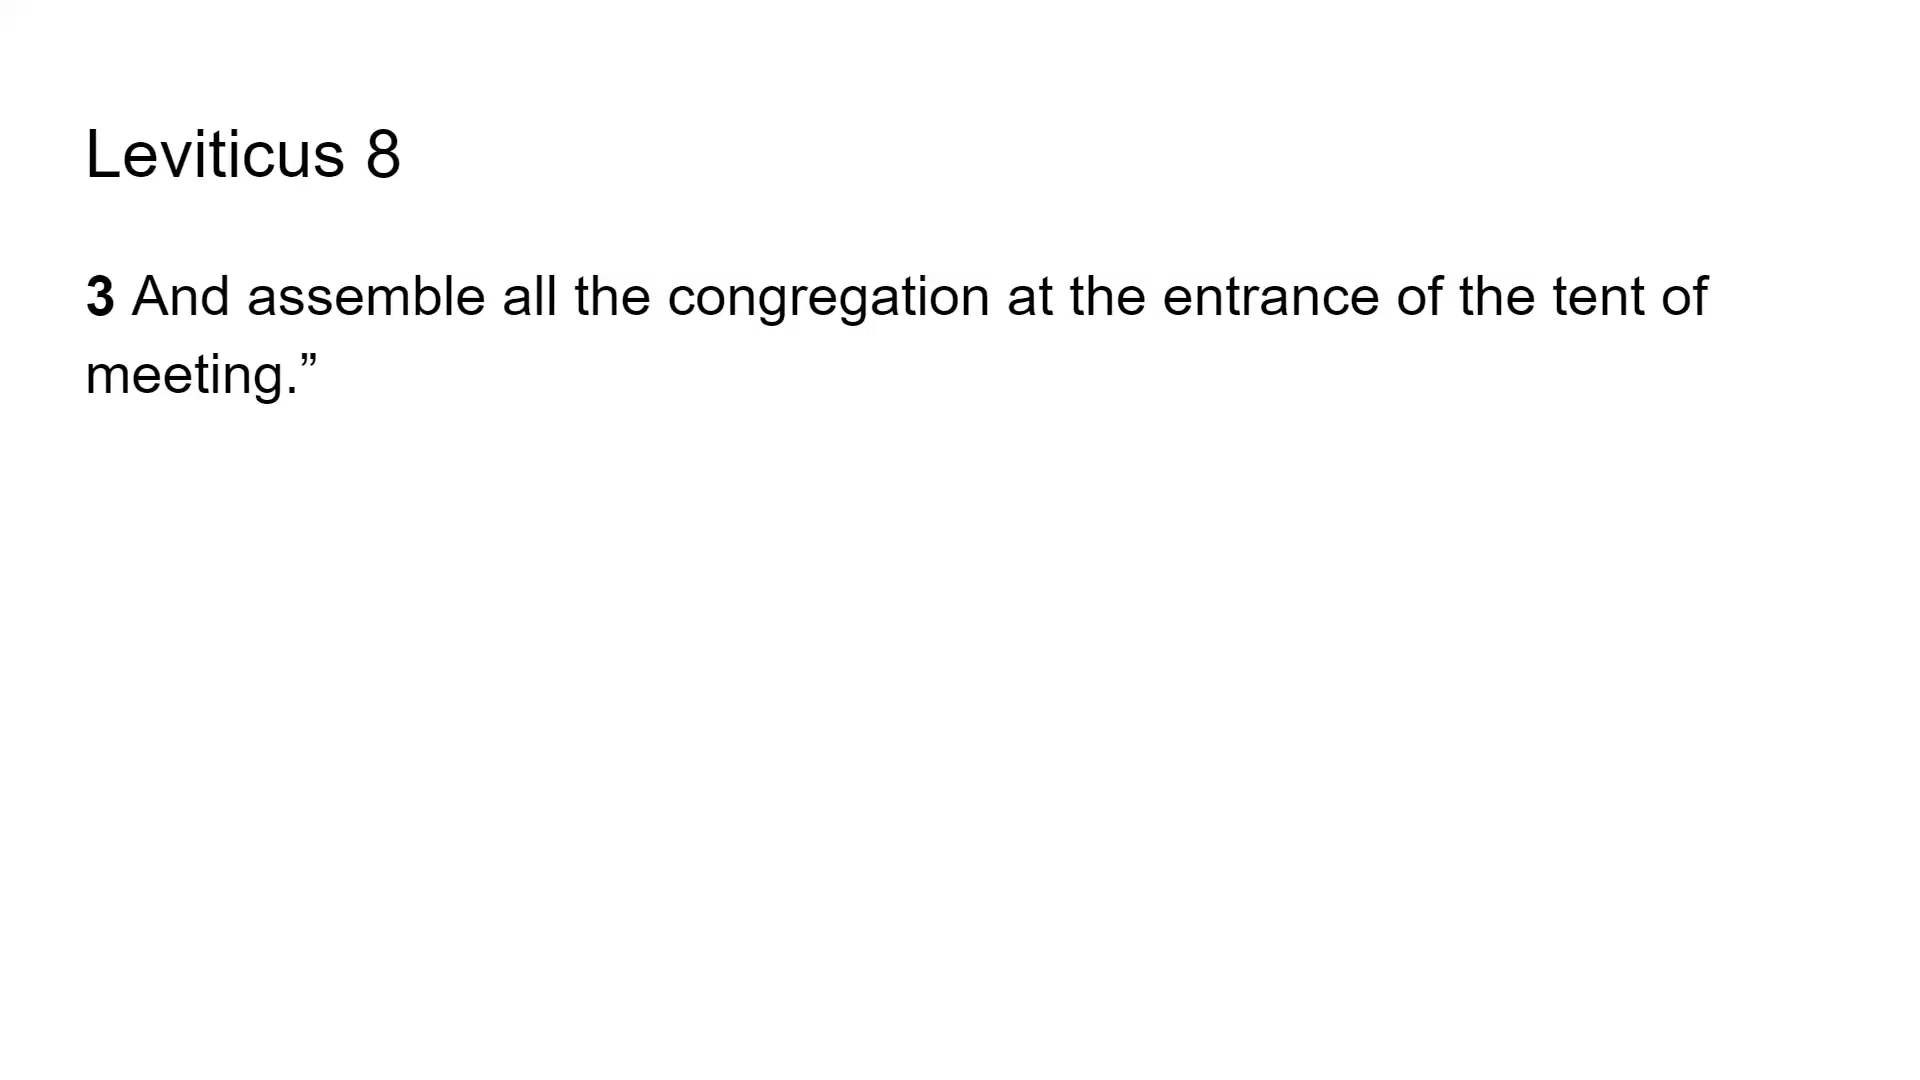 Leviticus 8
3 And assemble all the congregation at the entrance of the tent of
meeting.”